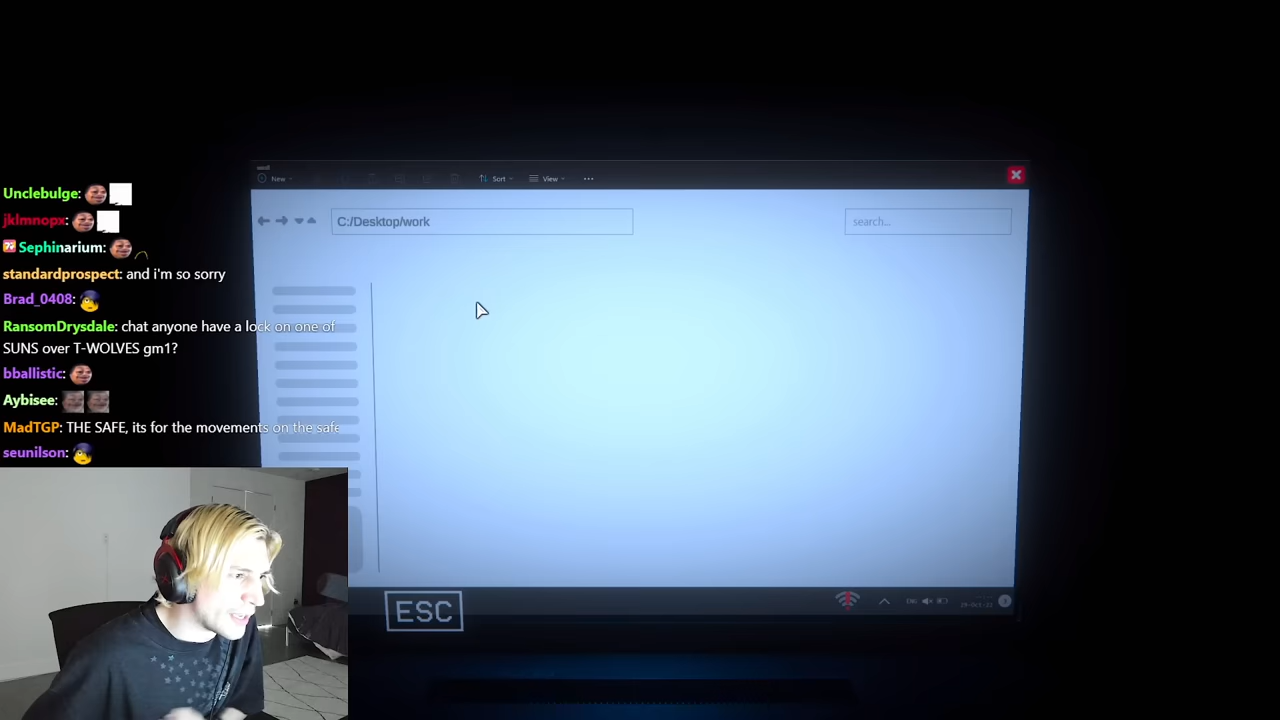 New
Sort
View
C:/Desktop/work
search...
Unclebulge:
jklmnopx:
Sephinarium:
standardprospect: and i'm so sorry
Brad_0408:
RansomDrysdale: chat anyone have a lock on one of
SUNS over T-WOLVES gm1?
bballistic:
Aybisee:
MadTGP: THE SAFE, its for the movements on the safe
seunilson:
ESC
ENG